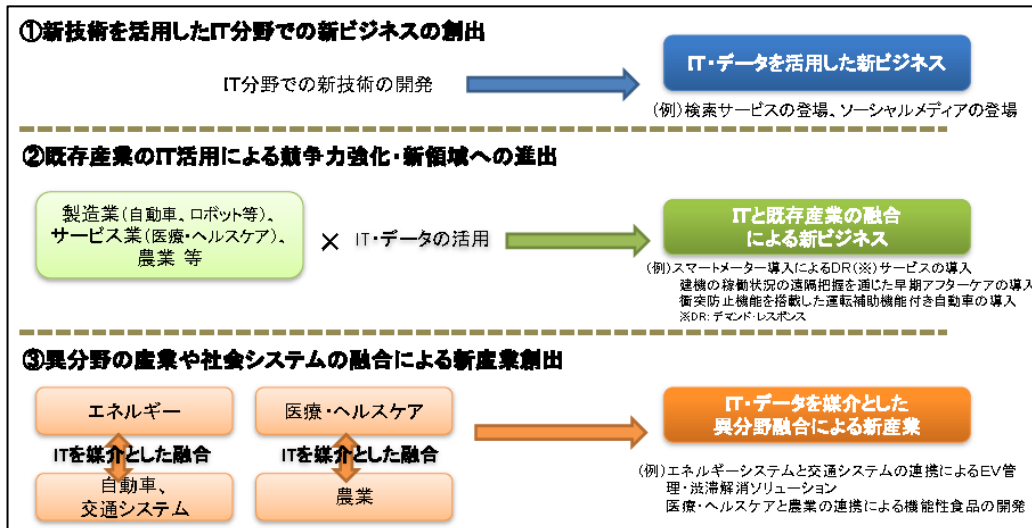 ①新技術を活用したIT分野での新ビジネスの創出
IT分野での新技術の開発
IT・データを活用した新ビジネス
(例)検索サービスの登場、ソーシャルメディアの登場
②既存産業のIT活用による競争力強化・新領域への進出
製造業(自動車、ロボット等)、
サービス業(医療・ヘルスケア)、
農業 等
× IT・データの活用
ITと既存産業の融合
による新ビジネス
(例)スマートメーター導入によるDR(※)サービスの導入
建機の稼働状況の遠隔把握を通じた早期アフターケアの導入
衝突防止機能を搭載した運転補助機能付き自動車の導入
※DR:デマンド・レスポンス
③異分野の産業や社会システムの融合による新産業創出
エネルギー
ITを媒介とした融合
自動車、
交通システム
医療・ヘルスケア
ITを媒介とした融合
農業
IT・データを媒介とした
異分野融合による新産業
(例)エネルギーシステムと交通システムの連携によるEV管
理・渋滞解消ソリューション
医療・ヘルスケアと農業の連携による機能性食品の開発